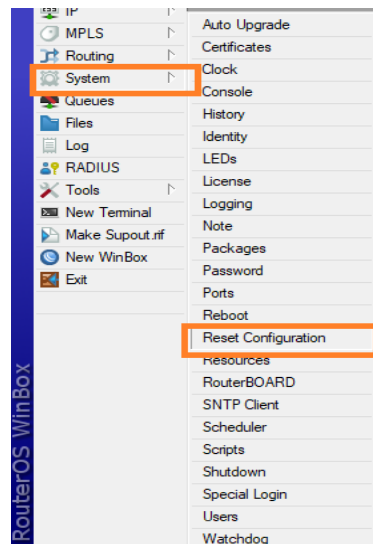 IP
MPLS
Routing
System
Queues
Files
Log
RADIUS
Tools
New Terminal
Make Supout.rif
New WinBox
Exit
Auto Upgrade
Certificates
Clock
Console
History
Identity
LEDs
License
Logging
Note
Packages
Password
Ports
Reboot
Reset Configuration
Resources
RouterBOARD
SNTP Client
Scheduler
Scripts
Shutdown
Special Login
Users
Watchdog
RouterOS WinBox